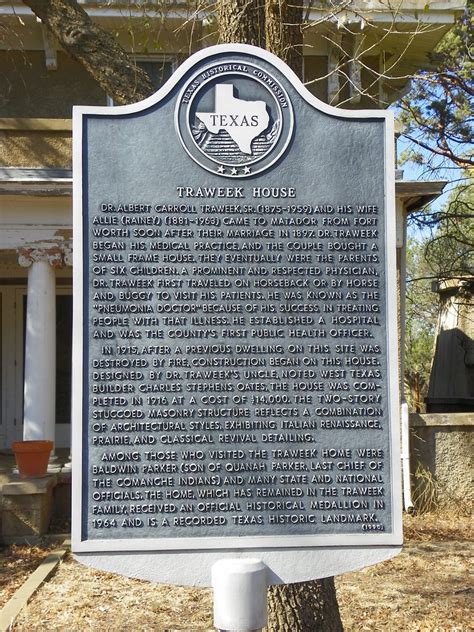 TEXAS HISTORICAL COMMISSION
TEXAS
TRAWEEK HOUSE
DR. ALBERT CARROLL TRAWEEK, SR. (1875-1959) AND HIS WIFE
ALLIE (RAINEY) (1881-1968) CAME TO MATADOR FROM FORT
WORTH SOON AFTER THEIR MARRIAGE IN 1897. DR. TRAWEEK
BEGAN HIS MEDICAL PRACTICE, AND THE COUPLE BOUGHT A
SMALL FRAME HOUSE. THEY EVENTUALLY WERE THE PARENTS
OF SIX CHILDREN. A PROMINENT AND RESPECTED PHYSICIAN,
DR. TRAWEEK FIRST TRAVELED ON HORSEBACK OR BY HORSE
AND BUGGY TO VISIT HIS PATIENTS. HE WAS KNOWN AS THE
"PNEUMONIA DOCTOR" BECAUSE OF HIS SUCCESS IN TREATING
PEOPLE WITH THAT ILLNESS. HE ESTABLISHED A HOSPITAL
AND WAS THE COUNTY'S FIRST PUBLIC HEALTH OFFICER.
IN 1915, AFTER A PREVIOUS DWELLING ON THIS SITE WAS
DESTROYED BY FIRE, CONSTRUCTION BEGAN ON THIS HOUSE.
DESIGNED BY DR. TRAWEEK'S UNCLE, NOTED WEST TEXAS
BUILDER CHARLES STEPHENS OATES, THE HOUSE WAS COM-
PLETED IN 1916 AT A COST OF $14,000. THE TWO-STORY
STUCCOED MASONRY STRUCTURE REFLECTS A COMBINATION
OF ARCHITECTURAL STYLES, EXHIBITING ITALIAN RENAISSANCE,
PRAIRIE, AND CLASSICAL REVIVAL DETAILING.
AMONG THOSE WHO VISITED THE TRAWEEK HOME WERE
BALDWIN PARKER (SON OF QUANAH PARKER, LAST CHIEF OF
THE COMANCHE INDIANS) AND MANY STATE AND NATIONAL
OFFICIALS. THE HOME, WHICH HAS REMAINED IN THE TRAWEEK
FAMILY, RECEIVED AN OFFICIAL HISTORICAL MEDALLION IN
1964 AND IS A RECORDED TEXAS HISTORIC LANDMARK.